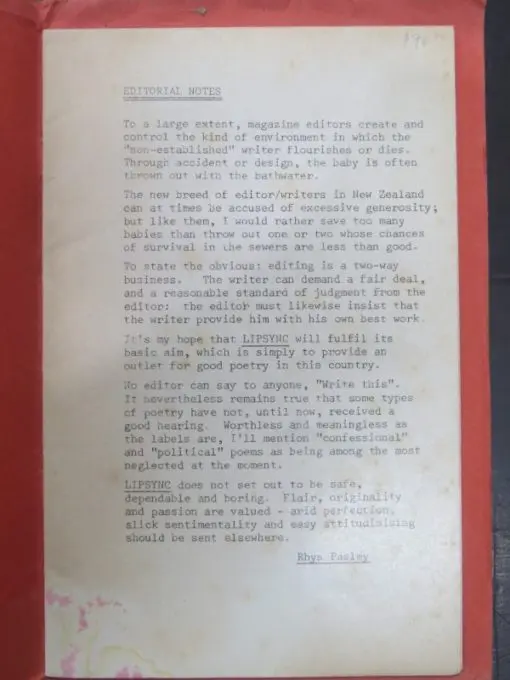 EDITORIAL NOTES
To a large extent, magazine editors create and
control the kind of environment in which the
"non-established" writer flourishes or dies.
Through accident or design, the baby is often
thrown out with the bathwater.
The new breed of editor/writers in New Zealand
can at times be accused of excessive generosity;
but like them, I would rather save too many
babies than throw out one or two whose chances
of survival in the sewers are less than good.
To state the obvious: editing is a two-way
business. The writer can demand a fair deal,
and a reasonable standard of judgment from the
editor: the editor must likewise insist that
the writer provide him with his own best work.
It's my hope that LIPSYNC will fulfil its
basic aim, which is simply to provide an
outlet for good poetry in this country.
No editor can say to anyone, "Write this".
It nevertheless remains true that some types
of poetry have not, until now, received a
good hearing. Worthless and meaningless as
the labels are, I'll mention "confessional"
and "political" poems as being among the most
neglected at the moment.
LIPSYNC does not set out to be safe,
dependable and boring. Flair, originality
and passion are valued - arid perfection,
slick sentimentality and easy attitudinising
should be sent elsewhere.
Rhys Pasley